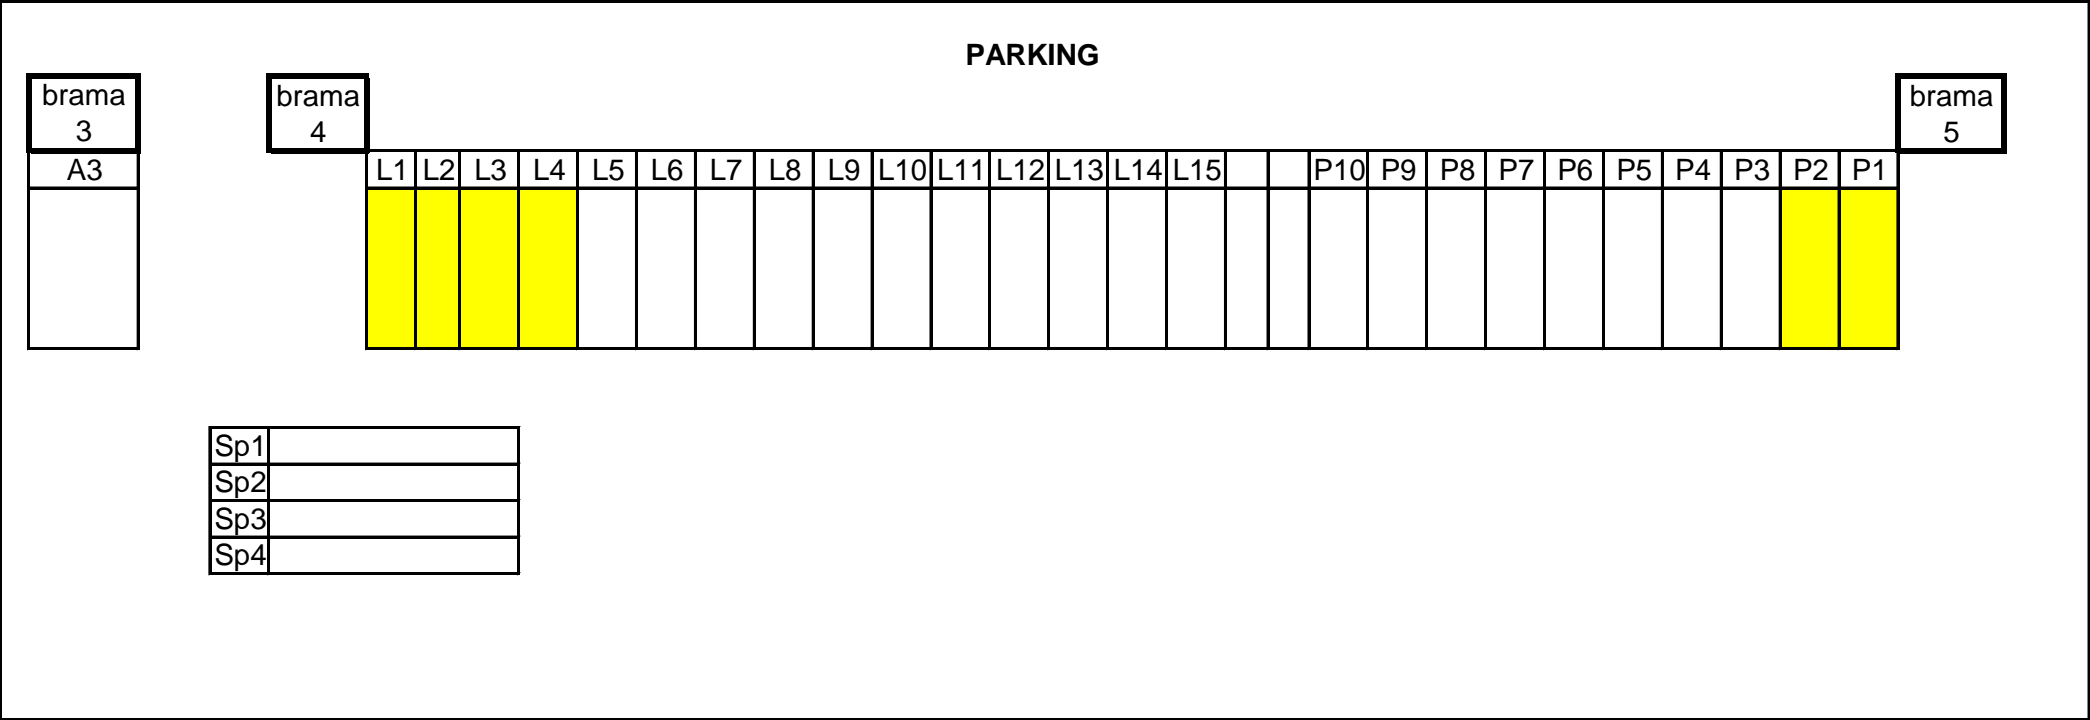 PARKING
brama
3
brama
4
brama
5
A3
L1 L2 L3 L4 L5 L6 L7 L8 L9 L10 L11 L12 L13 L14 L15 P10 P9 P8 P7 P6 P5 P4 P3 P2 P1
Sp1
Sp2
Sp3
Sp4